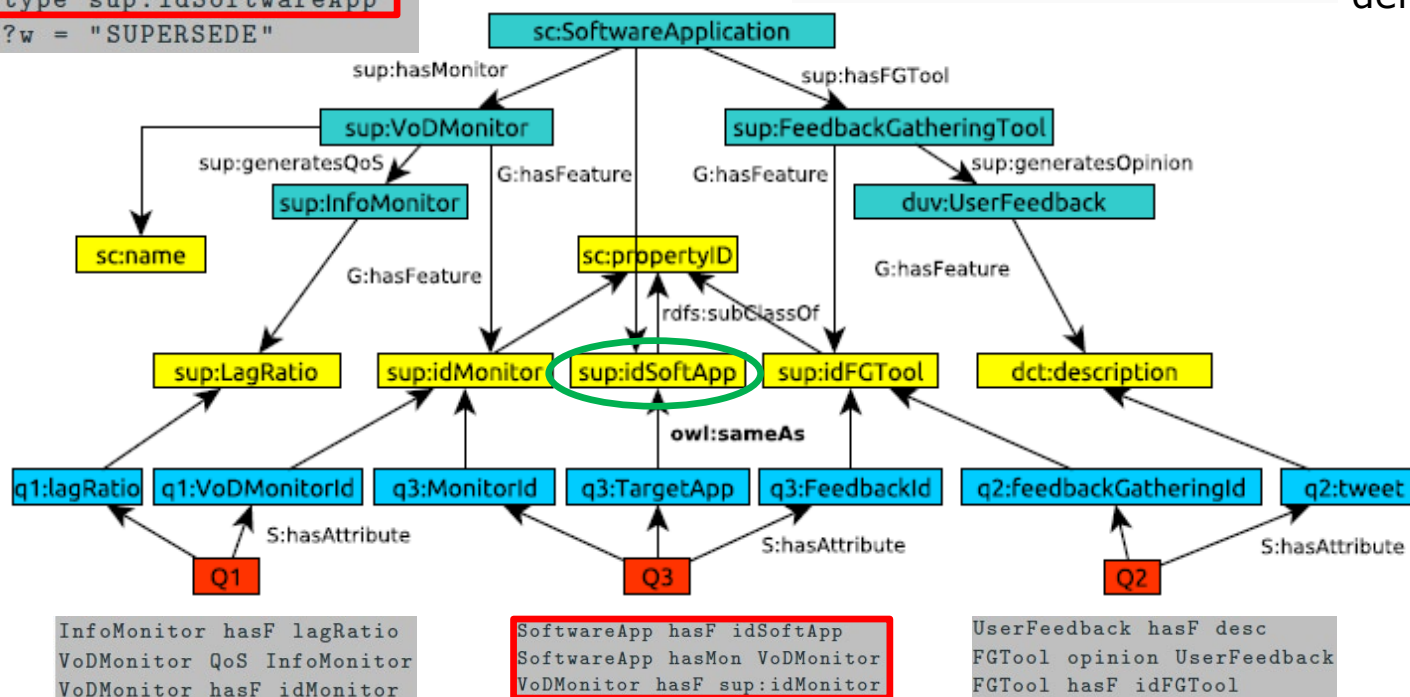 type sup:idSoftwareApp
?w = "SUPERSEDE"
sc:SoftwareApplication
sup:hasMonitor
sup:hasFGTool
sup:VoDMonitor
sup:FeedbackGatheringTool
sup:generatesQoS
G:hasFeature
G:hasFeature
sup:generatesOpinion
sup:InfoMonitor
duv:UserFeedback
sc:name
sc:propertyID
G:hasFeature
G:hasFeature
rdfs:subClassOf
sup:LagRatio
sup:idMonitor
sup:idSoftApp
sup:idFGTool
dct:description
owl:sameAs
q1:lagRatio
q1:VoDMonitorId
q3:MonitorId
q3:TargetApp
q3:FeedbackId
q2:feedbackGatheringId
q2:tweet
S:hasAttribute
S:hasAttribute
S:hasAttribute
Q1
Q3
Q2
InfoMonitor hasF lagRatio
VoDMonitor QoS InfoMonitor
VoDMonitor hasF idMonitor
SoftwareApp hasF idSoftApp
SoftwareApp hasMon VoDMonitor
VoDMonitor hasF sup:idMonitor
UserFeedback hasF desc
FGTool opinion UserFeedback
FGTool hasF idFGTool